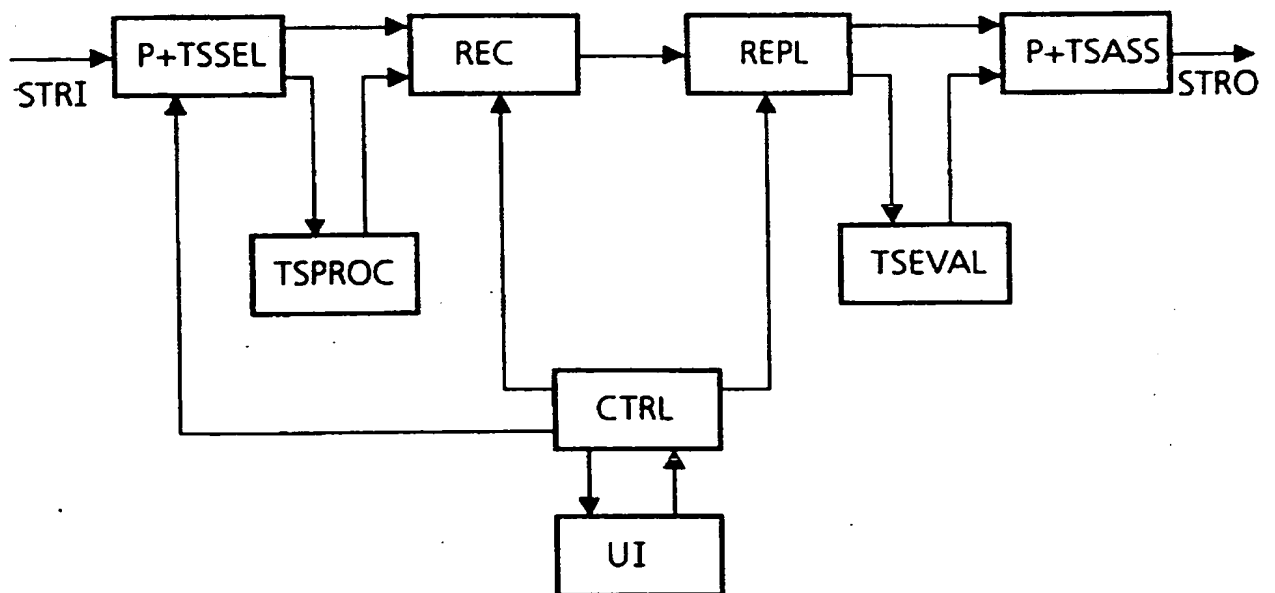 P+TSSEL
REC
REPL
P+TSASS
STRI
STRO
TSPROC
TSEVAL
CTRL
UI